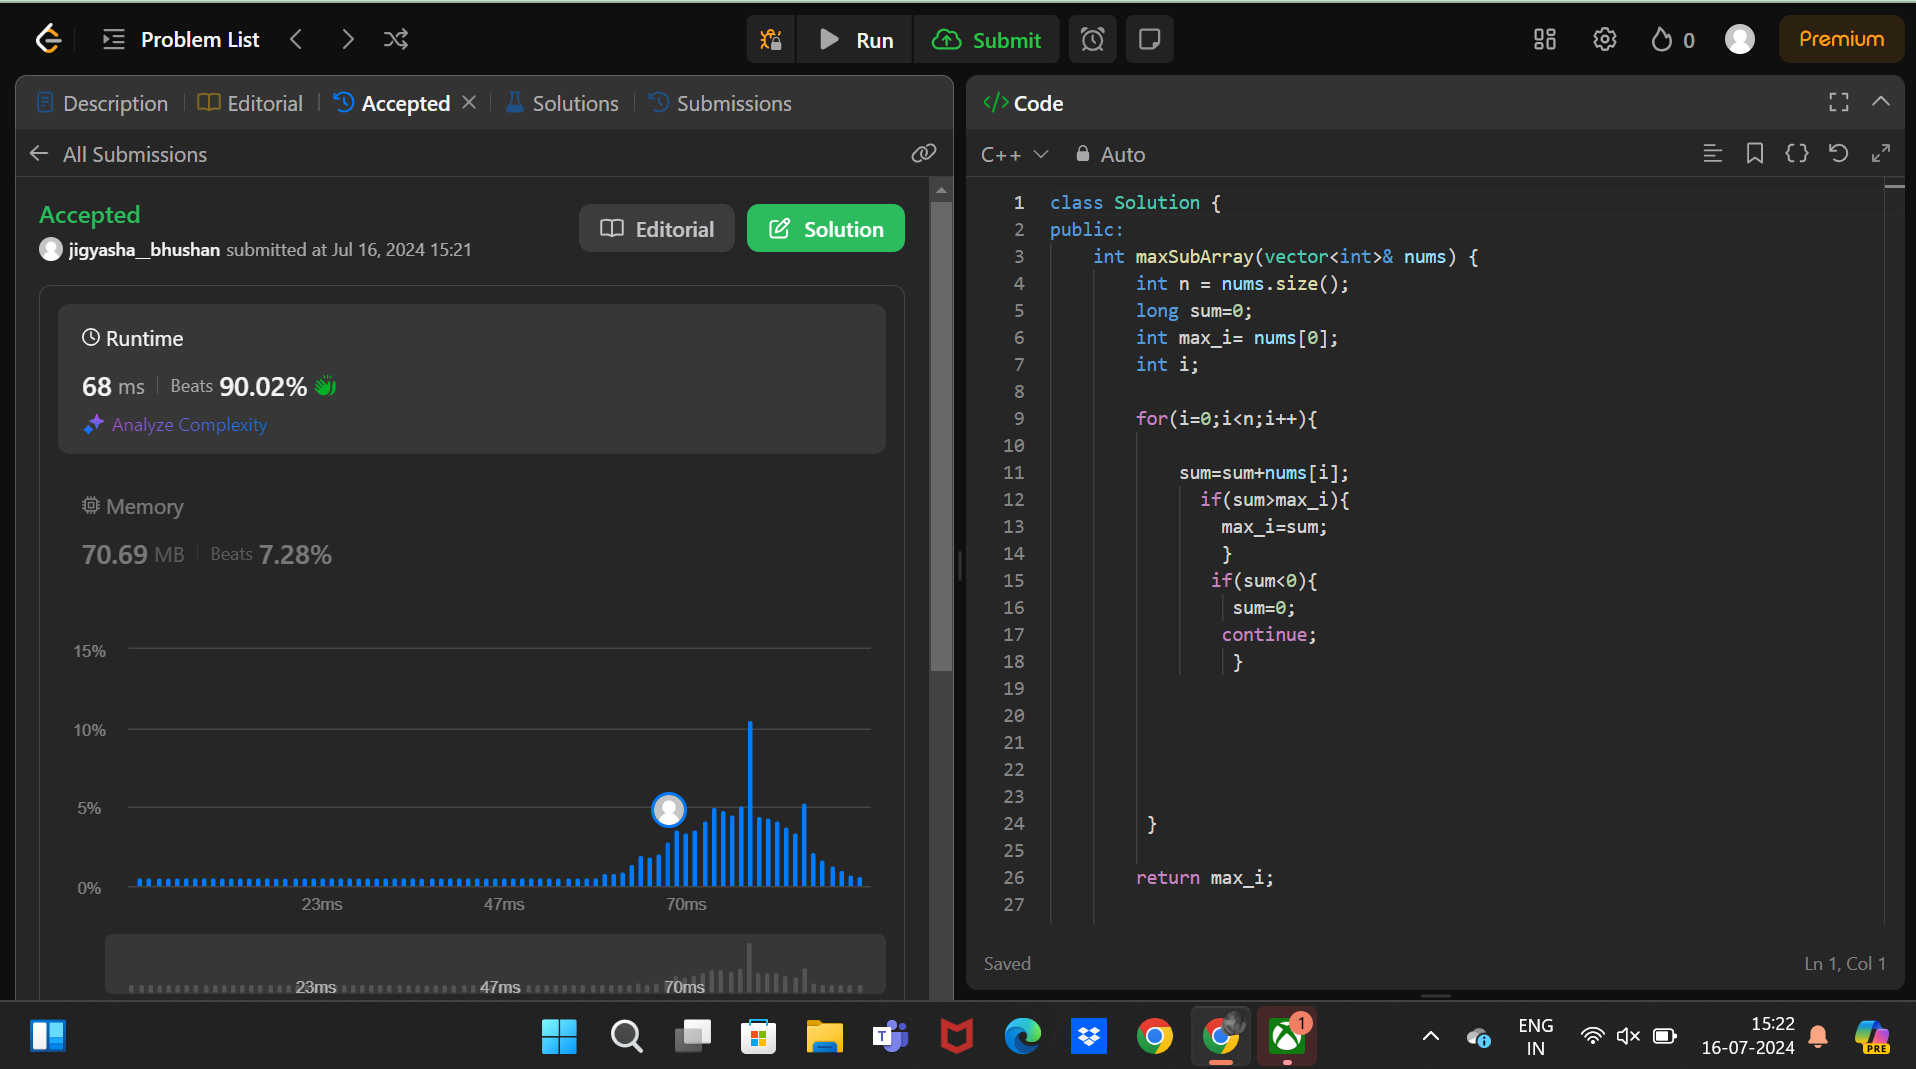 Problem List
Run
Submit
0
Premium
Description
Editorial
Accepted
Solutions
Submissions
All Submissions
Accepted
jigyasha__bhushan submitted at Jul 16, 2024 15:21
Editorial
Solution
Runtime
68 ms
Beats 90.02%
Analyze Complexity
Memory
70.69 MB
Beats 7.28%
15%
10%
5%
0%
23ms 47ms 70ms
23ms 47ms 70ms
</> Code
C++
Auto
1 class Solution {
2 public:
3     int maxSubArray(vector<int>& nums) {
4         int n = nums.size();
5         long sum=0;
6         int max_i= nums[0];
7         int i;
8
9         for(i=0;i<n;i++){
10
11             sum=sum+nums[i];
12               if(sum>max_i){
13                 max_i=sum;
14                 }
15                if(sum<0){
16                  sum=0;
17                 continue;
18                  }
19
20
21
22
23
24          }
25
26         return max_i;
27
Saved
Ln 1, Col 1
T
1
ENG
IN
15:22
16-07-2024
PRE